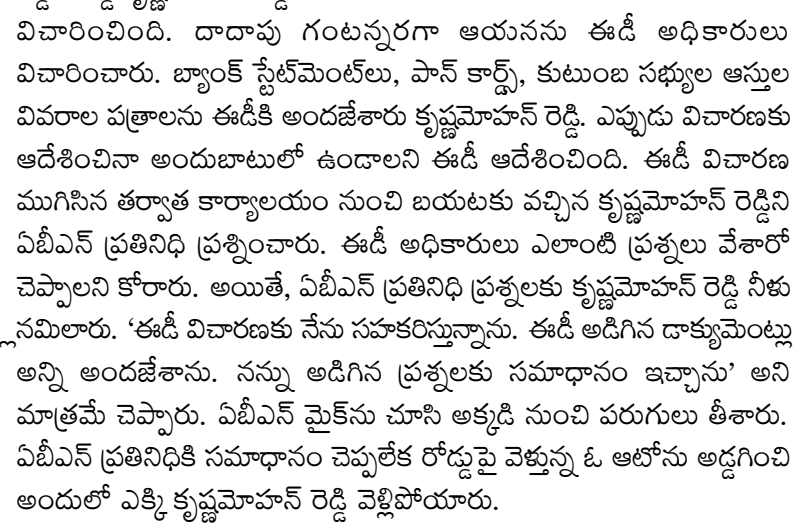 విచారించింది. దాదాపు గంటన్నరగా ఆయనను ఈడీ అధికారులు
విచారించారు. బ్యాంక్ స్టేట్‌మెంట్‌లు, పాన్ కార్డ్స్, కుటుంబ సభ్యుల ఆస్తుల
వివరాల పత్రాలను ఈడీకి అందజేశారు కృష్ణమోహన్ రెడ్డి. ఎప్పుడు విచారణకు
ఆదేశించినా అందుబాటులో ఉండాలని ఈడీ ఆదేశించింది. ఈడీ విచారణ
ముగిసిన తర్వాత కార్యాలయం నుంచి బయటకు వచ్చిన కృష్ణమోహన్ రెడ్డిని
ఏబీఎన్ ప్రతినిధి ప్రశ్నించారు. ఈడీ అధికారులు ఎలాంటి ప్రశ్నలు వేశారో
చెప్పాలని కోరారు. అయితే, ఏబీఎన్ ప్రతినిధి ప్రశ్నలకు కృష్ణమోహన్ రెడ్డి నీళు
్లనమిలారు. ‘ఈడీ విచారణకు నేను సహకరిస్తున్నాను. ఈడీ అడిగిన డాక్యుమెంట్లు
అన్ని అందజేశాను. నన్ను అడిగిన ప్రశ్నలకు సమాధానం ఇచ్చాను’ అని
మాత్రమే చెప్పారు. ఏబీఎన్ మైక్‌ను చూసి అక్కడి నుంచి పరుగులు తీశారు.
ఏబీఎన్ ప్రతినిధికి సమాధానం చెప్పలేక రోడ్డుపై వెళ్తున్న ఓ ఆటోను అడ్డగించి
అందులో ఎక్కి కృష్ణమోహన్ రెడ్డి వెళ్లిపోయారు.